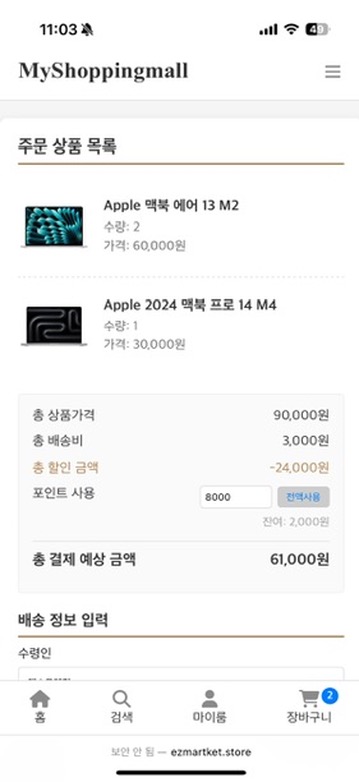 11:03
49
MyShoppingmall
주문 상품 목록
Apple 맥북 에어 13 M2
수량: 2
가격: 60,000원
Apple 2024 맥북 프로 14 M4
수량: 1
가격: 30,000원
총 상품가격 90,000원
총 배송비 3,000원
총 할인 금액 -24,000원
포인트 사용 8000 전액사용
잔여: 2,000원
총 결제 예상 금액 61,000원
배송 정보 입력
수령인
2
홈 검색 마이룸 장바구니
보안 안 됨 — ezmartket.store